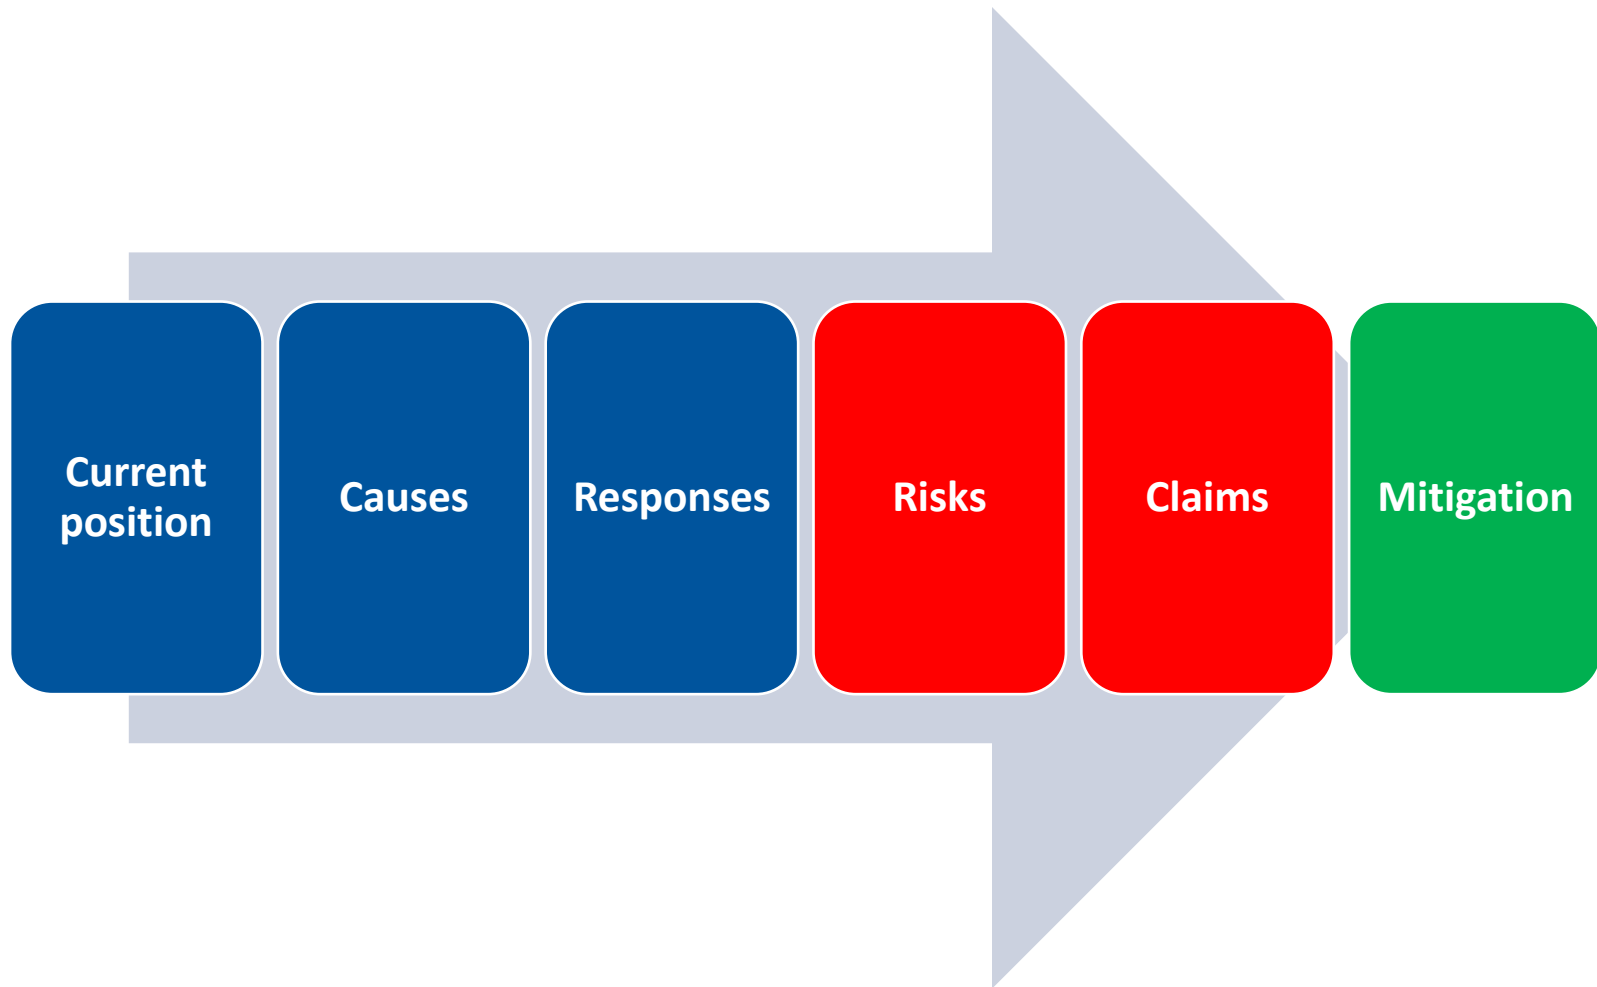 Current
position
Causes
Responses
Risks
Claims
Mitigation